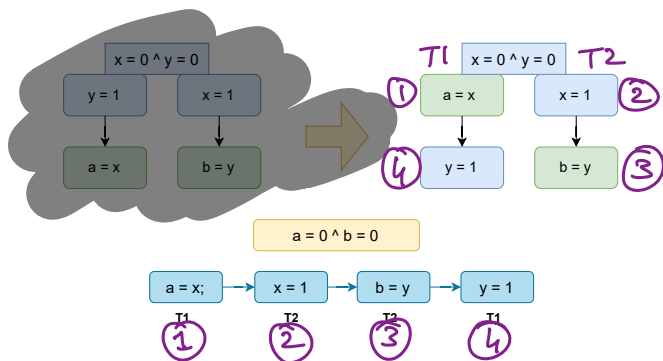 x = 0 ^ y = 0
y = 1
x = 1
a = x
b = y
T1
x = 0 ^ y = 0
T2
1
a = x
x = 1
2
4
y = 1
b = y
3
a = 0 ^ b = 0
a = x;
x = 1
b = y
y = 1
T1
T2
T2
T1
1
2
3
4